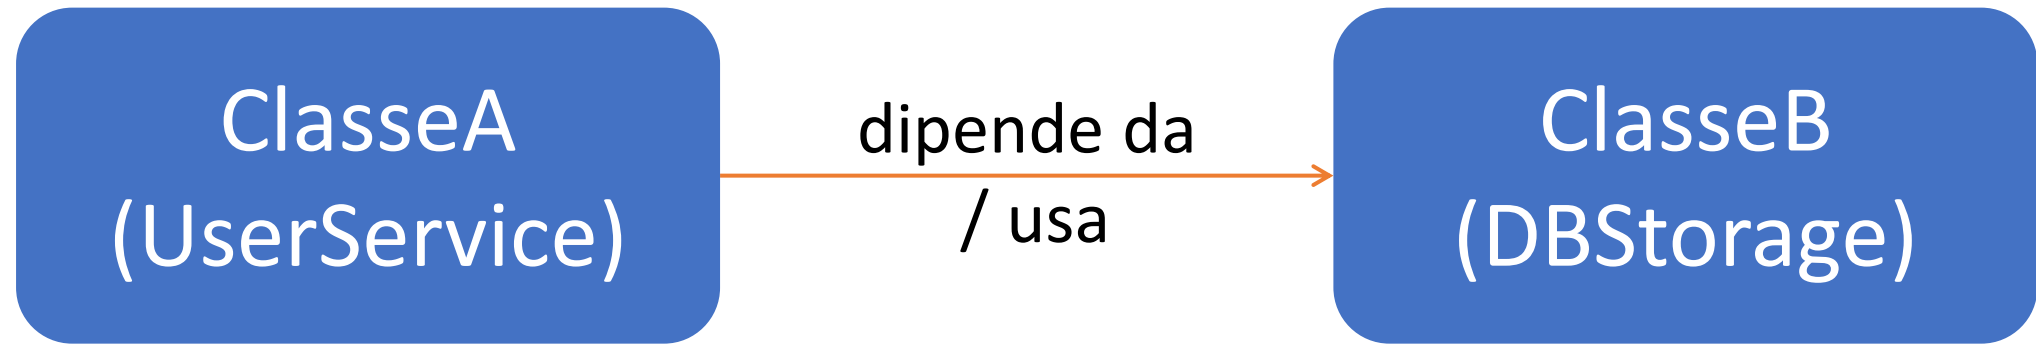 ClasseA
(UserService)
dipende da
/ usa
ClasseB
(DBStorage)